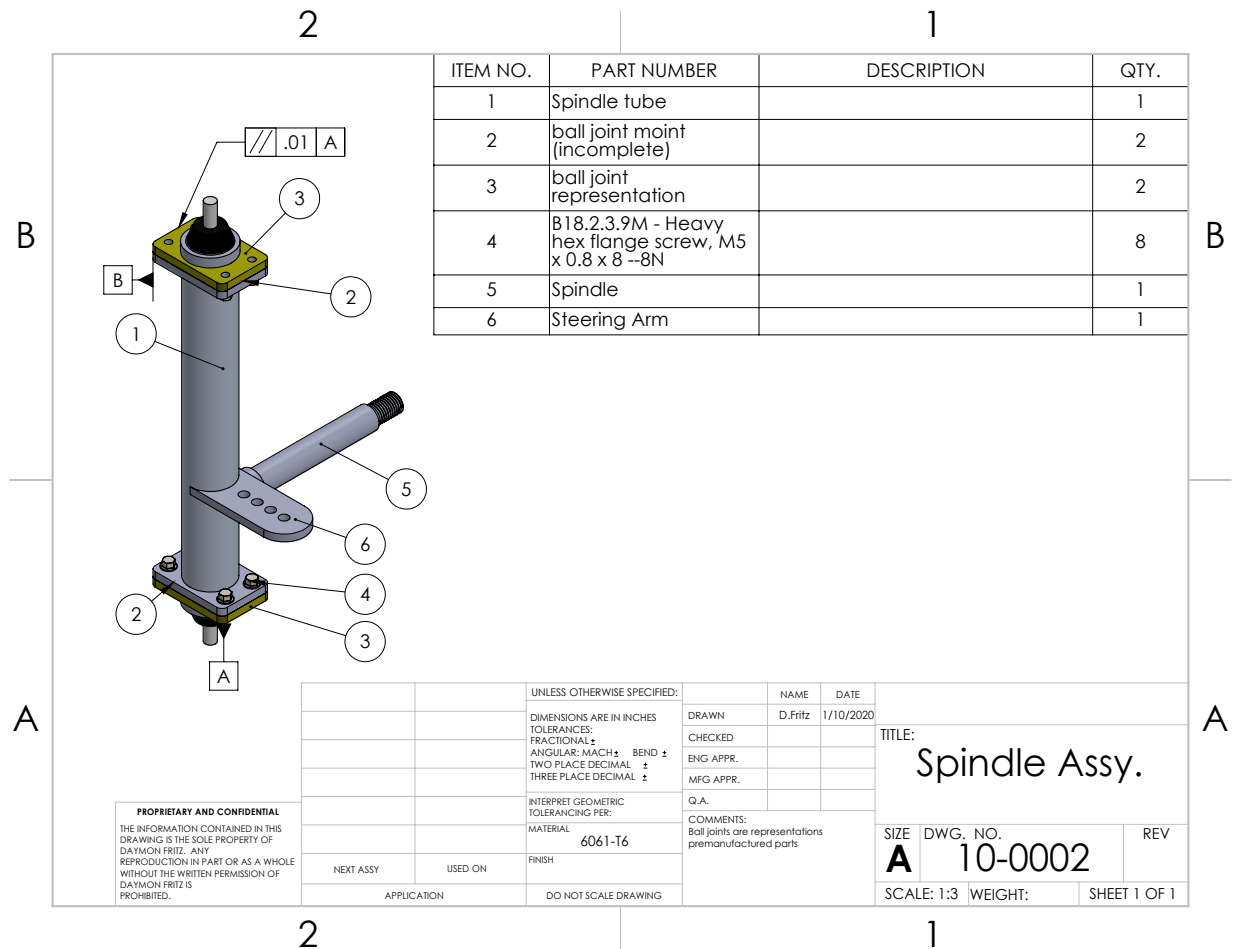 2
1
ITEM NO. PART NUMBER DESCRIPTION QTY.
1 Spindle tube 1
2 ball joint moint
(incomplete) 2
3 ball joint
representation 2
4 B18.2.3.9M - Heavy
hex flange screw, M5
x 0.8 x 8 --8N 8
5 Spindle 1
6 Steering Arm 1
// .01 A
3
B
B
B
2
1
5
6
4
2
3
A
A
A
UNLESS OTHERWISE SPECIFIED:
DIMENSIONS ARE IN INCHES
TOLERANCES:
FRACTIONAL ±
ANGULAR: MACH ± BEND ±
TWO PLACE DECIMAL ±
THREE PLACE DECIMAL ±
INTERPRET GEOMETRIC
TOLERANCING PER:
MATERIAL
6061-T6
FINISH
DO NOT SCALE DRAWING
NAME DATE
DRAWN D.Fritz 1/10/2020
CHECKED
ENG APPR.
MFG APPR.
Q.A.
COMMENTS:
Ball joints are representations
premanufactured parts
TITLE:
Spindle Assy.
SIZE DWG. NO. REV
A 10-0002
SCALE: 1:3 WEIGHT: SHEET 1 OF 1
PROPRIETARY AND CONFIDENTIAL
THE INFORMATION CONTAINED IN THIS
DRAWING IS THE SOLE PROPERTY OF
DAYMON FRITZ. ANY
REPRODUCTION IN PART OR AS A WHOLE
WITHOUT THE WRITTEN PERMISSION OF
DAYMON FRITZ IS
PROHIBITED.
NEXT ASSY USED ON
APPLICATION
2
1